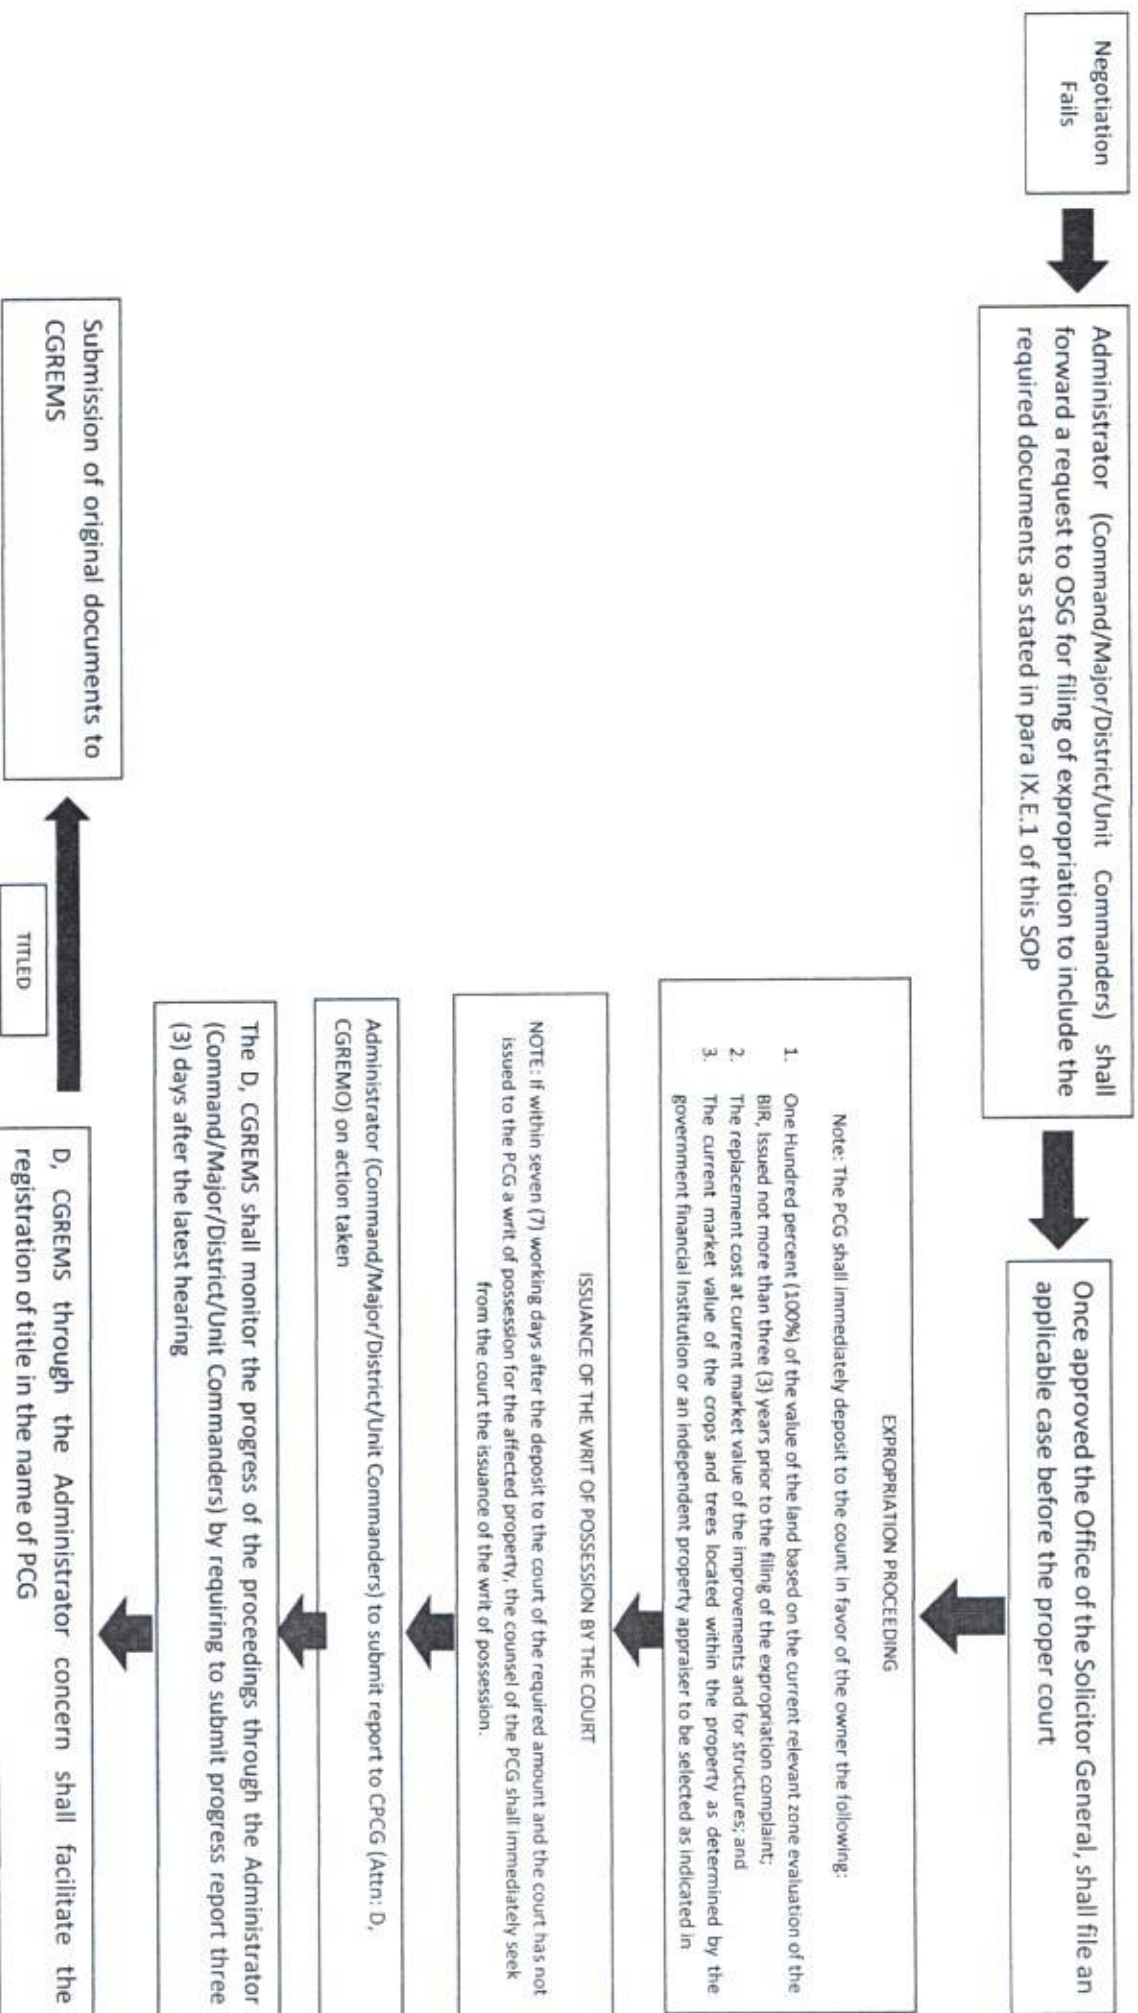 Negotiation
Fails
Administrator (Command/Major/District/Unit Commanders) shall
forward a request to OSG for filing of expropriation to include the
required documents as stated in para IX.E.1 of this SOP
Once approved the Office of the Solicitor General, shall file an
applicable case before the proper court
EXPROPRIATION PROCEEDING
Note: The PCG shall immediately deposit to the count in favor of the owner the following:
1. One Hundred percent (100%) of the value of the land based on the current relevant zone evaluation of the
BIR, Issued not more than three (3) years prior to the filing of the expropriation complaint;
2. The replacement cost at current market value of the improvements and for structures; and
3. The current market value of the crops and trees located within the property as determined by the
government financial Institution or an independent property appraiser to be selected as indicated in
ISSUANCE OF THE WRIT OF POSSESSION BY THE COURT
NOTE: If within seven (7) working days after the deposit to the court of the required amount and the court has not
issued to the PCG a writ of possession for the affected property, the counsel of the PCG shall immediately seek
from the court the issuance of the writ of possession.
Administrator (Command/Major/District/Unit Commanders) to submit report to CPCG (Attn: D,
CGREMO) on action taken
The D, CGREMS shall monitor the progress of the proceedings through the Administrator
(Command/Major/District/Unit Commanders) by requiring to submit progress report three
(3) days after the latest hearing
D, CGREMS through the Administrator concern shall facilitate the
registration of title in the name of PCG
TITLED
Submission of original documents to
CGREMS